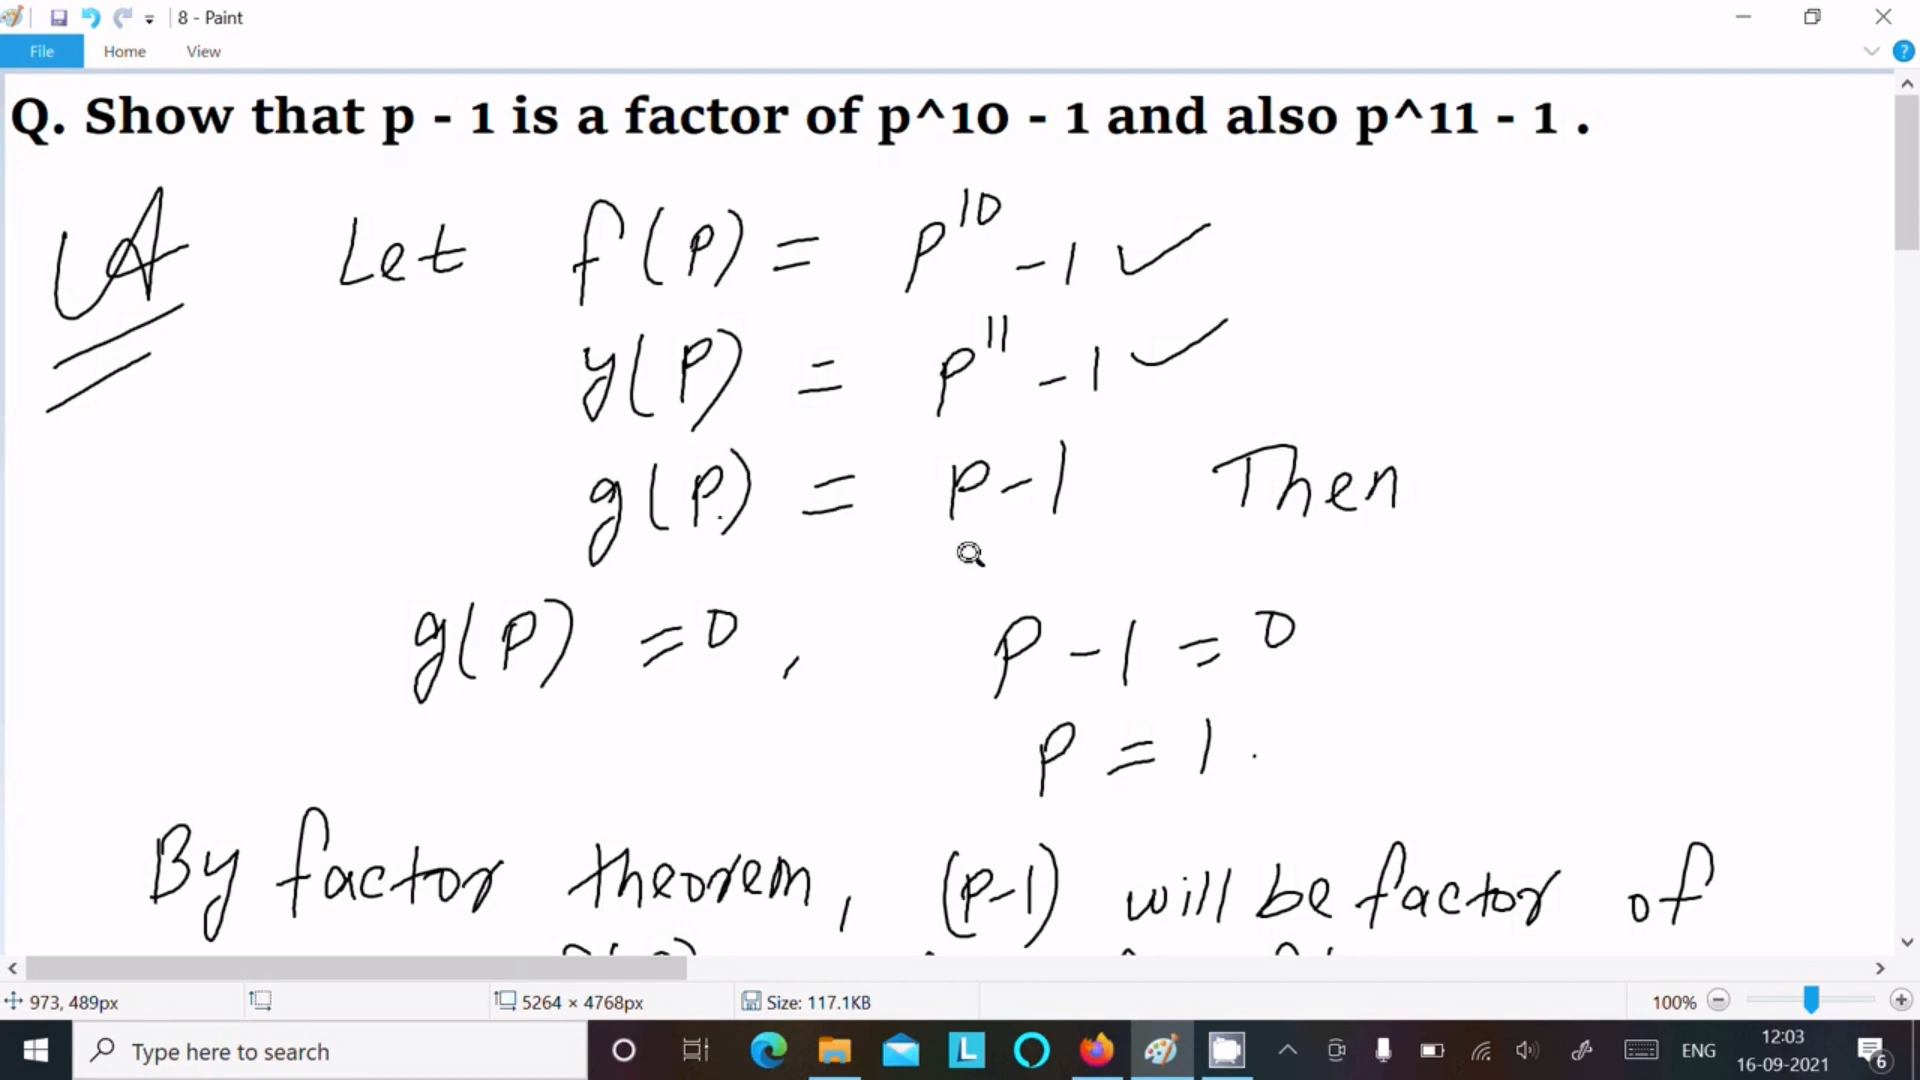 8 - Paint
File Home View
Q. Show that p - 1 is a factor of p^10 - 1 and also p^11 - 1 .
A Let f(p) = p^10 - 1 ✓
y(p) = p^11 - 1 ✓
g(p) = p - 1 Then
g(p) = 0 , p - 1 = 0
p = 1 .
By factor theorem, (p-1) will be factor of
973, 489px 5264 × 4768px Size: 117.1KB 100%
Type here to search L ENG 12:03
16-09-2021 6